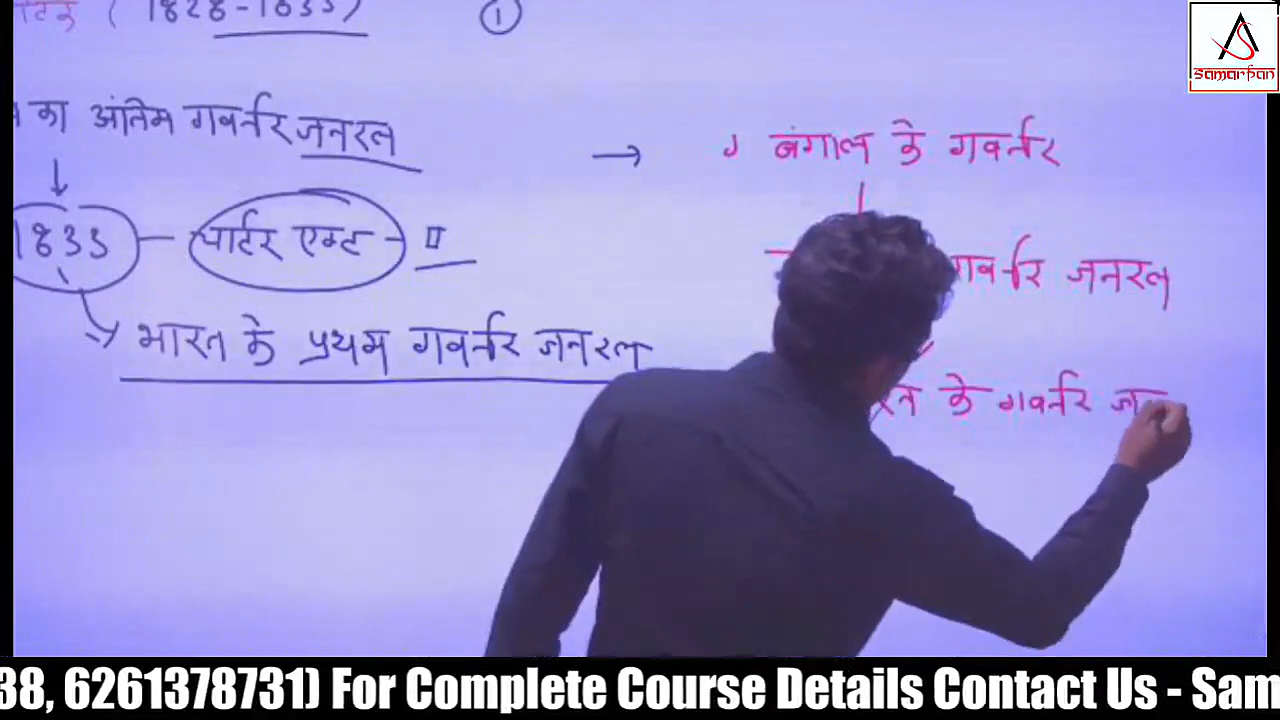 (1828-1833) ①
का अंतिम गवर्नर जनरल
1833 - चार्टर एक्ट - II
भारत के प्रथम गवर्नर जनरल
→ बंगाल के गवर्नर
गवर्नर जनरल
के गवर्नर
SAMARPAN
38, 6261378731) For Complete Course Details Contact Us - Sam